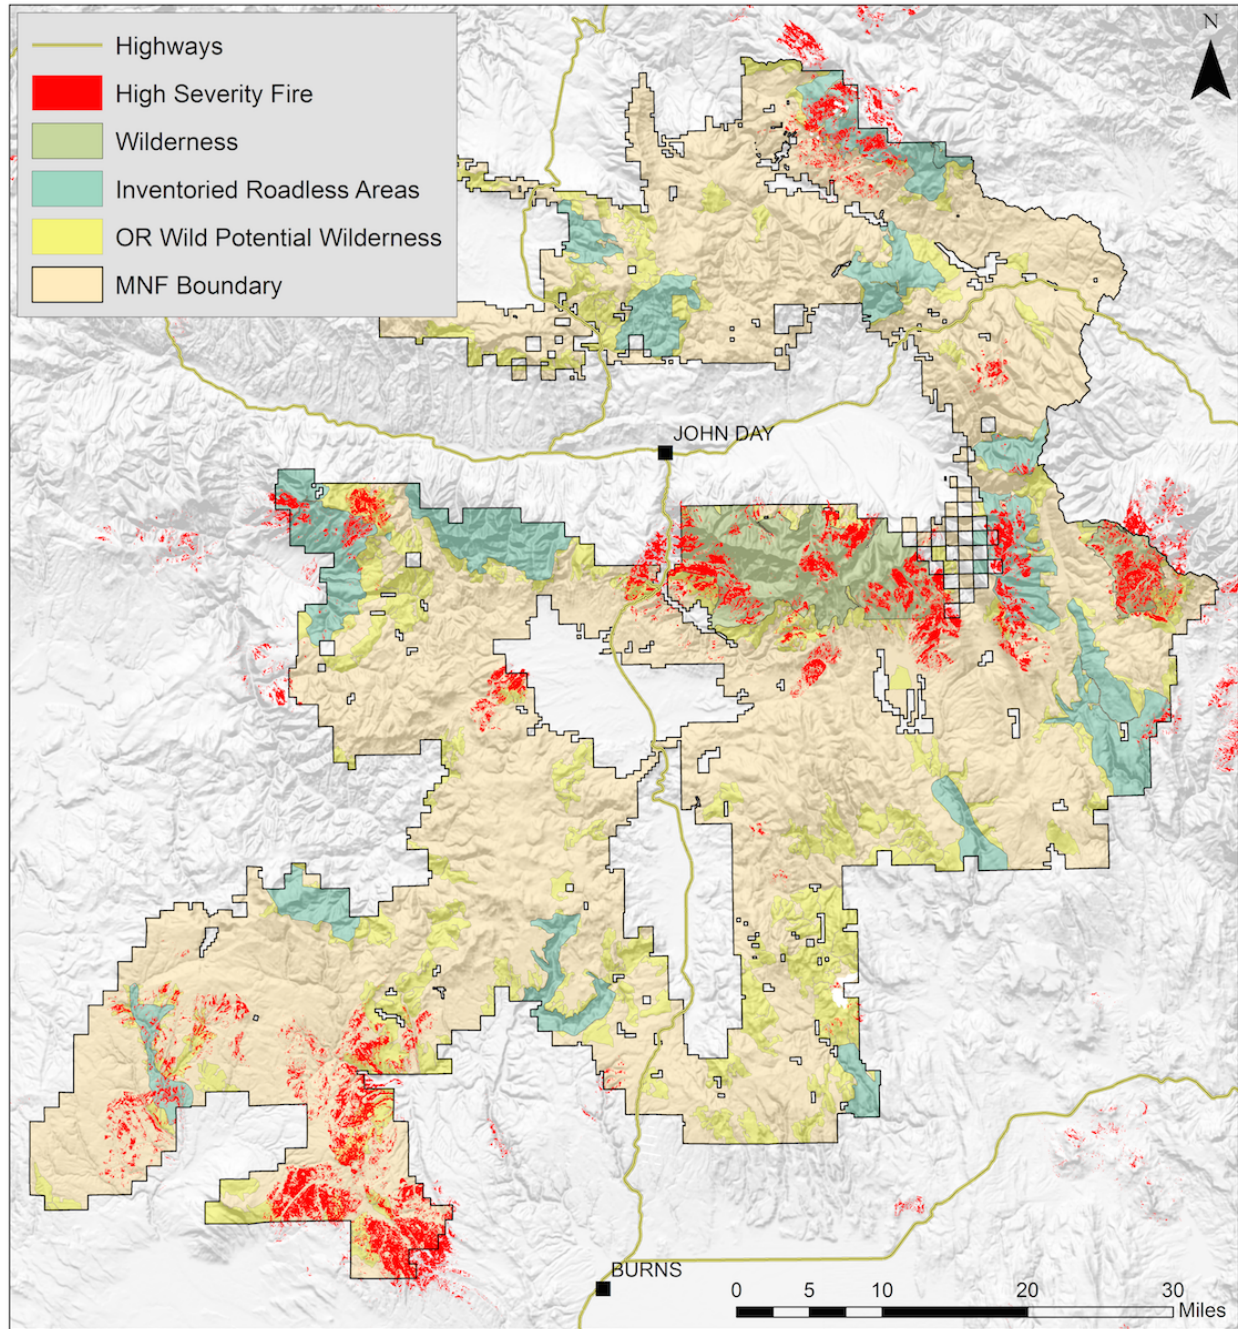 N
Highways
High Severity Fire
Wilderness
Inventoried Roadless Areas
OR Wild Potential Wilderness
MNF Boundary
JOHN DAY
BURNS
0 5 10 20 30
Miles